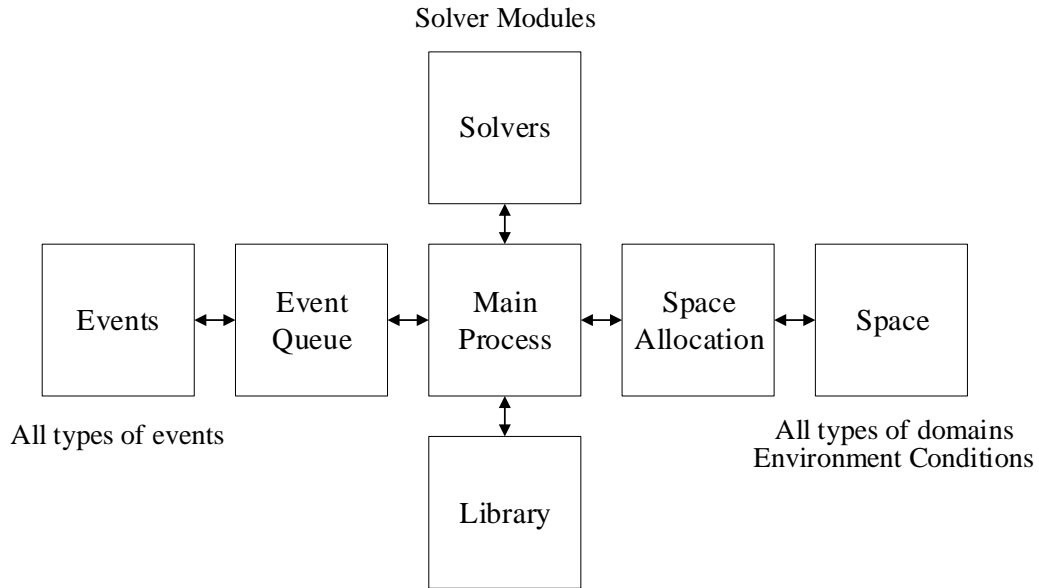 Solver Modules
Solvers
Events
Event
Queue
Main
Process
Space
Allocation
Space
All types of events
All types of domains
Environment Conditions
Library